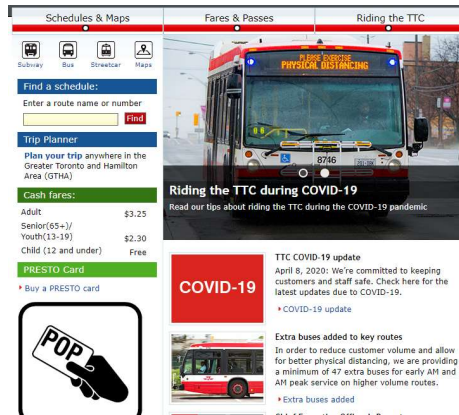 Schedules & Maps
Fares & Passes
Riding the TTC
Subway
Bus
Streetcar
Maps
Find a schedule:
Enter a route name or number
Find
Trip Planner
Plan your trip anywhere in the
Greater Toronto and Hamilton
Area (GTHA)
Cash fares:
Adult $3.25
Senior(65+)/
Youth(13-19) $2.30
Child (12 and under) Free
PRESTO Card
Buy a PRESTO card
POP
PLEASE EXERCISE
PHYSICAL DISTANCING
8746
Riding the TTC during COVID-19
Read our tips about riding the TTC during the COVID-19 pandemic
COVID-19
TTC COVID-19 update
April 8, 2020: We're committed to keeping
customers and staff safe. Check here for the
latest updates due to COVID-19.
COVID-19 update
Extra buses added to key routes
In order to reduce customer volume and allow
for better physical distancing, we are providing
a minimum of 47 extra buses for early AM and
AM peak service on higher volume routes.
Extra buses added